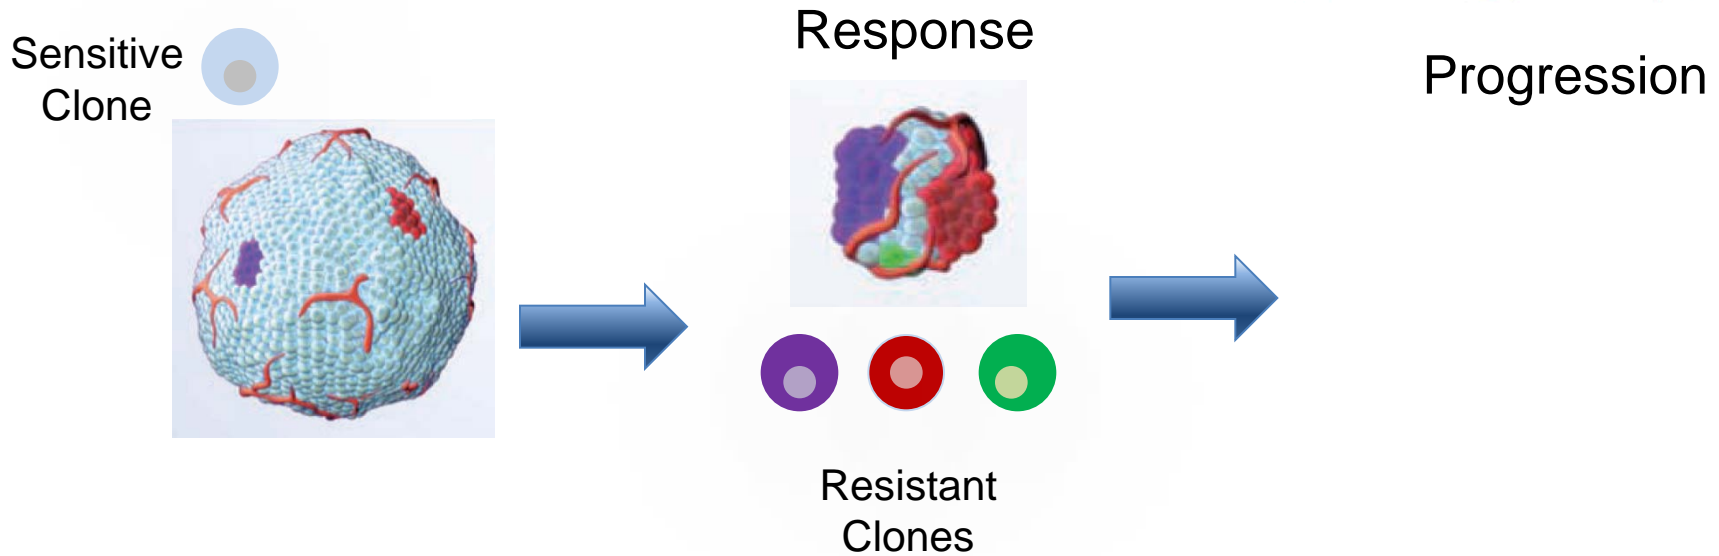 Sensitive
Clone
Response
Progression
Resistant
Clones